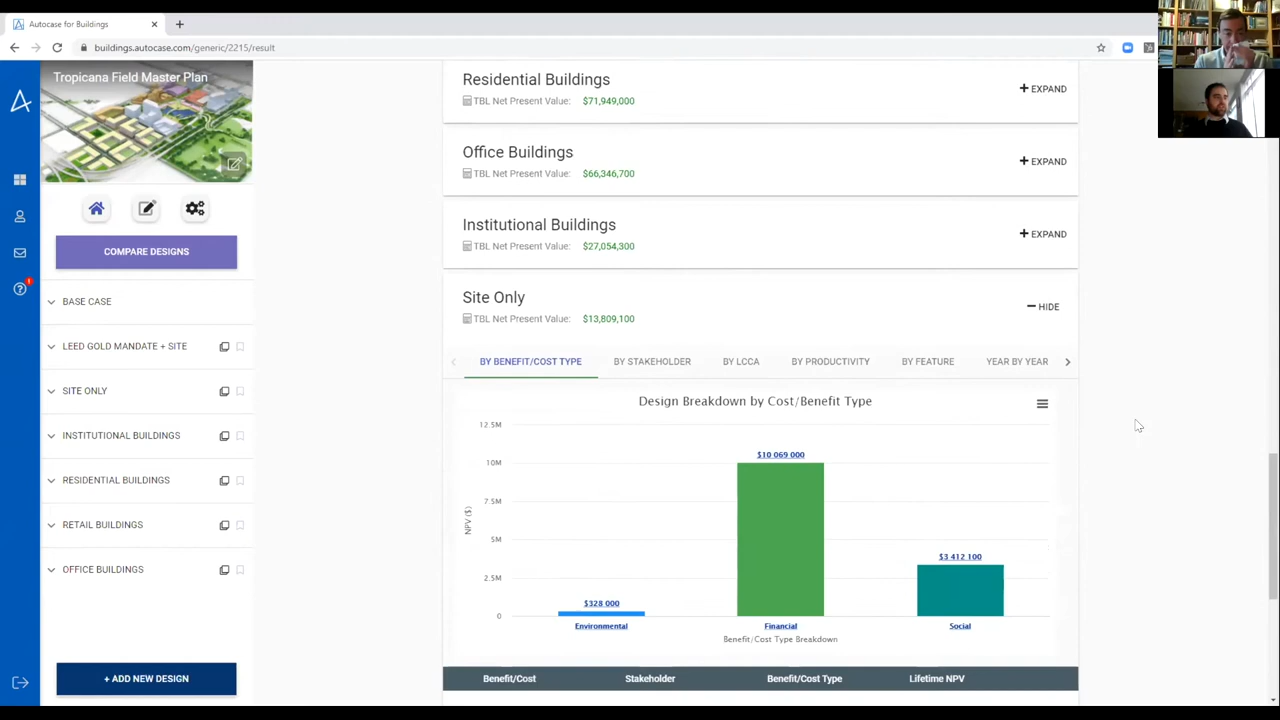 Autocase for Buildings
buildings.autocase.com/generic/2215/result
Tropicana Field Master Plan
COMPARE DESIGNS
BASE CASE
LEED GOLD MANDATE + SITE
SITE ONLY
INSTITUTIONAL BUILDINGS
RESIDENTIAL BUILDINGS
RETAIL BUILDINGS
OFFICE BUILDINGS
+ ADD NEW DESIGN
1
Residential Buildings
TBL Net Present Value: $71,949,000
+ EXPAND
Office Buildings
TBL Net Present Value: $66,346,700
+ EXPAND
Institutional Buildings
TBL Net Present Value: $27,054,300
+ EXPAND
Site Only
TBL Net Present Value: $13,809,100
− HIDE
BY BENEFIT/COST TYPE BY STAKEHOLDER BY LCCA BY PRODUCTIVITY BY FEATURE YEAR BY YEAR
Design Breakdown by Cost/Benefit Type
NPV ($)
12.5M
10M
7.5M
5M
2.5M
0
$328 000
$10 069 000
$3 412 100
Environmental Financial Social
Benefit/Cost Type Breakdown
Benefit/Cost Stakeholder Benefit/Cost Type Lifetime NPV